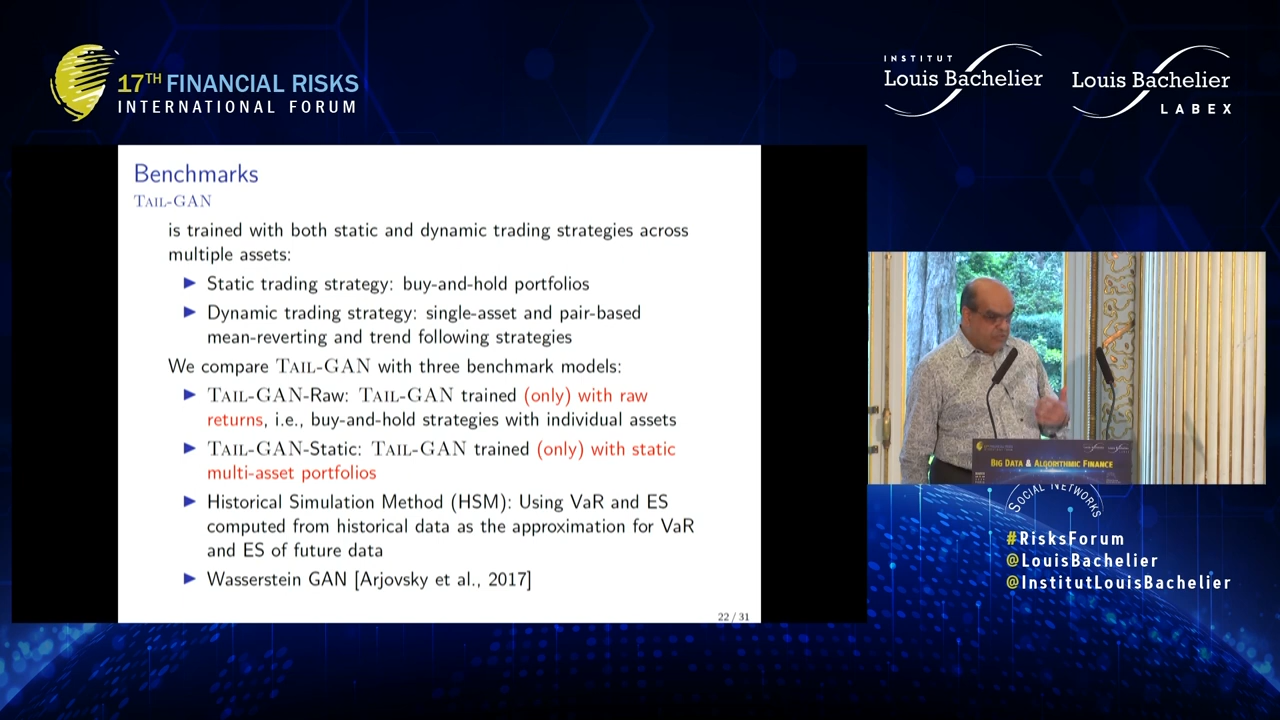 17TH FINANCIAL RISKS
INTERNATIONAL FORUM
INSTITUT
Louis Bachelier
Louis Bachelier
LABEX
Benchmarks
TAIL-GAN
is trained with both static and dynamic trading strategies across
multiple assets:
▶ Static trading strategy: buy-and-hold portfolios
▶ Dynamic trading strategy: single-asset and pair-based
mean-reverting and trend following strategies
We compare TAIL-GAN with three benchmark models:
▶ TAIL-GAN-Raw: TAIL-GAN trained (only) with raw
returns, i.e., buy-and-hold strategies with individual assets
▶ TAIL-GAN-Static: TAIL-GAN trained (only) with static
multi-asset portfolios
▶ Historical Simulation Method (HSM): Using VaR and ES
computed from historical data as the approximation for VaR
and ES of future data
▶ Wasserstein GAN [Arjovsky et al., 2017]
22 / 31
BIG DATA & ALGORITHMIC FINANCE
SOCIAL NETWORKS
#RisksForum
@LouisBachelier
@InstitutLouisBachelier